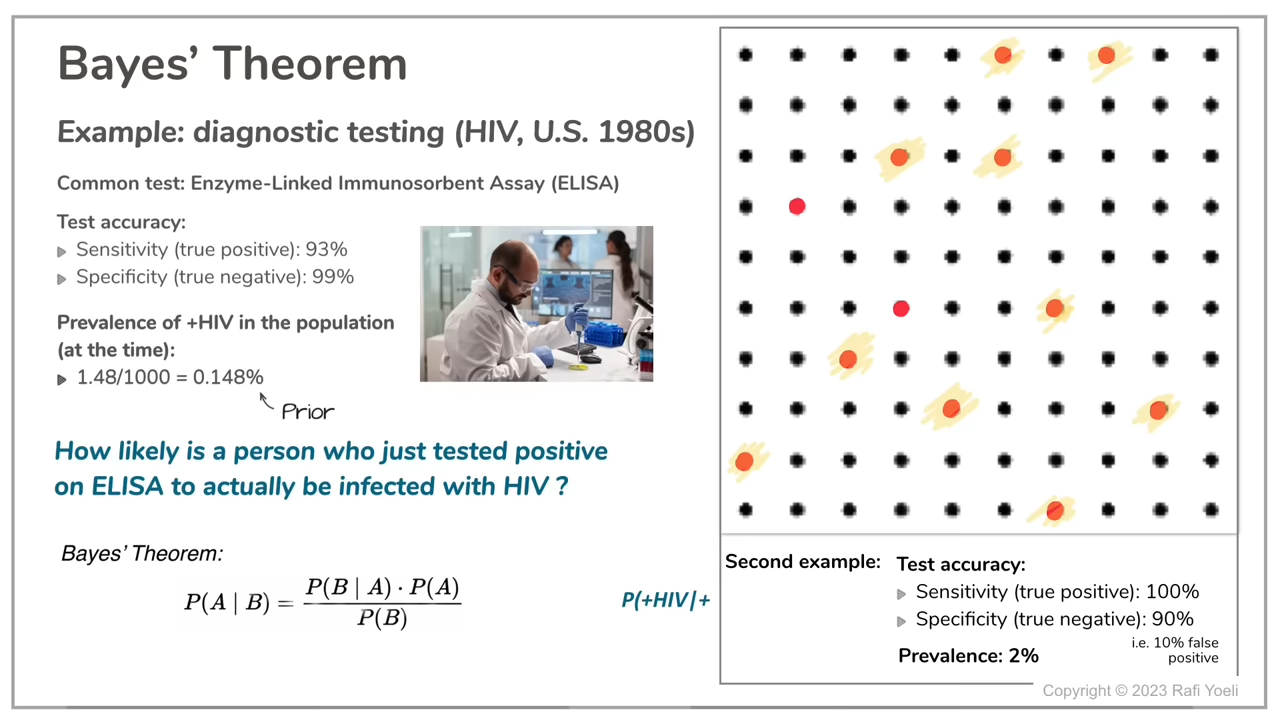 Bayes’ Theorem
Example: diagnostic testing (HIV, U.S. 1980s)
Common test: Enzyme-Linked Immunosorbent Assay (ELISA)
Test accuracy:
Sensitivity (true positive): 93%
Specificity (true negative): 99%
Prevalence of +HIV in the population
(at the time):
1.48/1000 = 0.148%
Prior
How likely is a person who just tested positive
on ELISA to actually be infected with HIV ?
Bayes’ Theorem:
P(A | B) = P(B | A) · P(A) / P(B)
P(+HIV|+
Second example:
Test accuracy:
Sensitivity (true positive): 100%
Specificity (true negative): 90%
i.e. 10% false
positive
Prevalence: 2%
Copyright © 2023 Rafi Yoeli